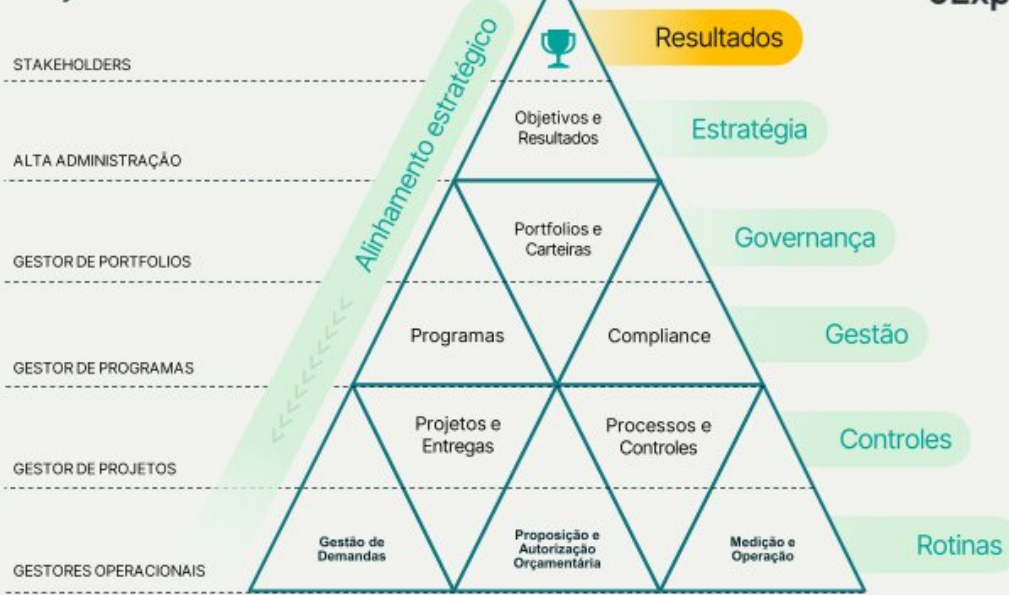 Resultados
STAKEHOLDERS
Alinhamento estratégico
Objetivos e
Resultados
Estratégia
ALTA ADMINISTRAÇÃO
Portfolios e
Carteiras
Governança
GESTOR DE PORTFOLIOS
Programas
Compliance
Gestão
GESTOR DE PROGRAMAS
Projetos e
Entregas
Processos e
Controles
Controles
GESTOR DE PROJETOS
Gestão de
Demandas
Proposição e
Autorização
Orçamentária
Medição e
Operação
Rotinas
GESTORES OPERACIONAIS